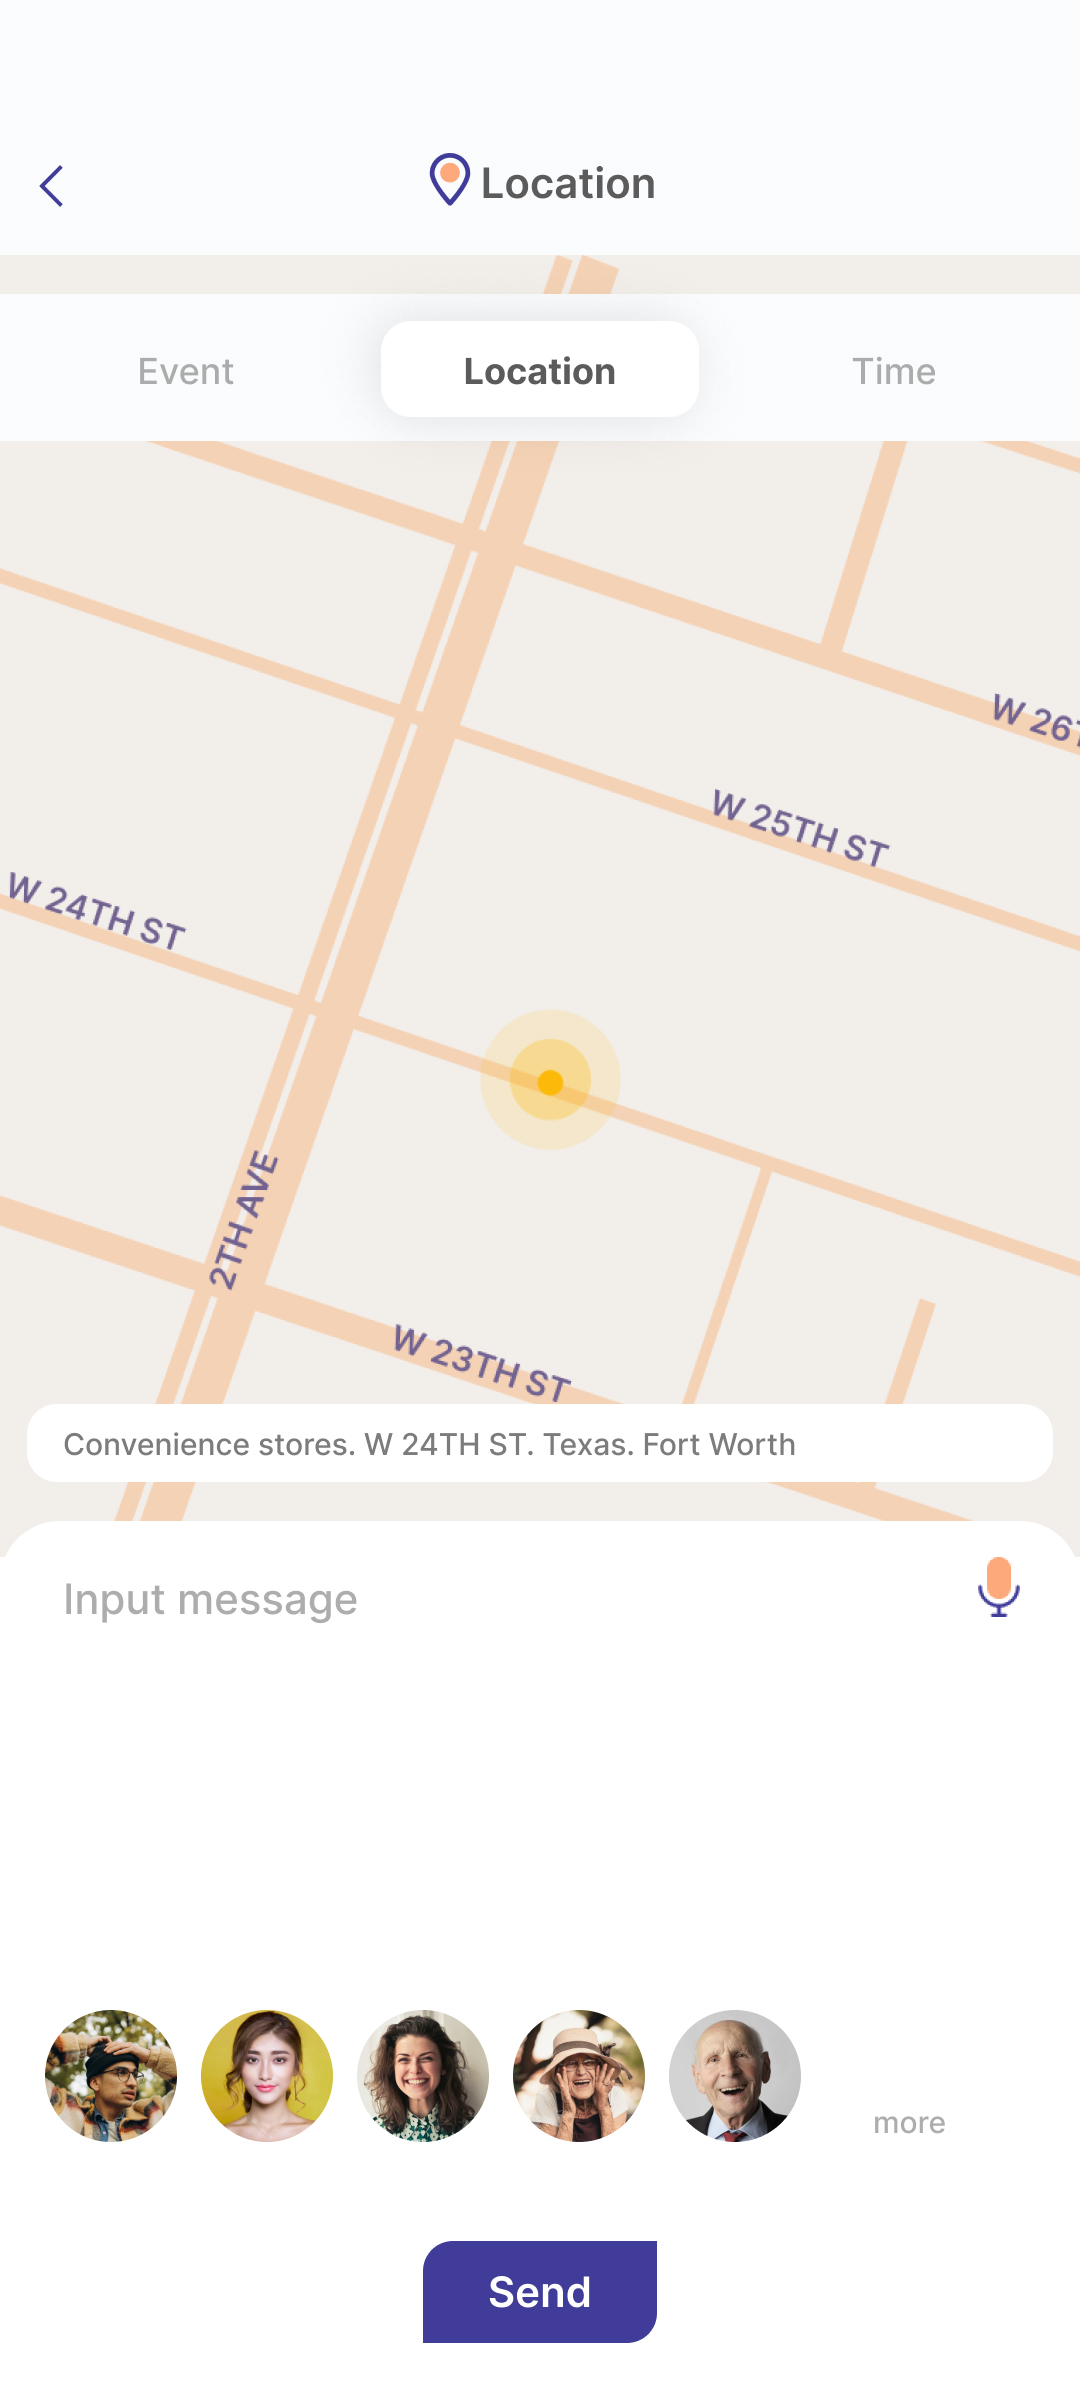 Location
Event
Location
Time
W 26T
W 25TH ST
W 24TH ST
2TH AVE
W 23TH ST
Convenience stores. W 24TH ST. Texas. Fort Worth
Input message
more
Send